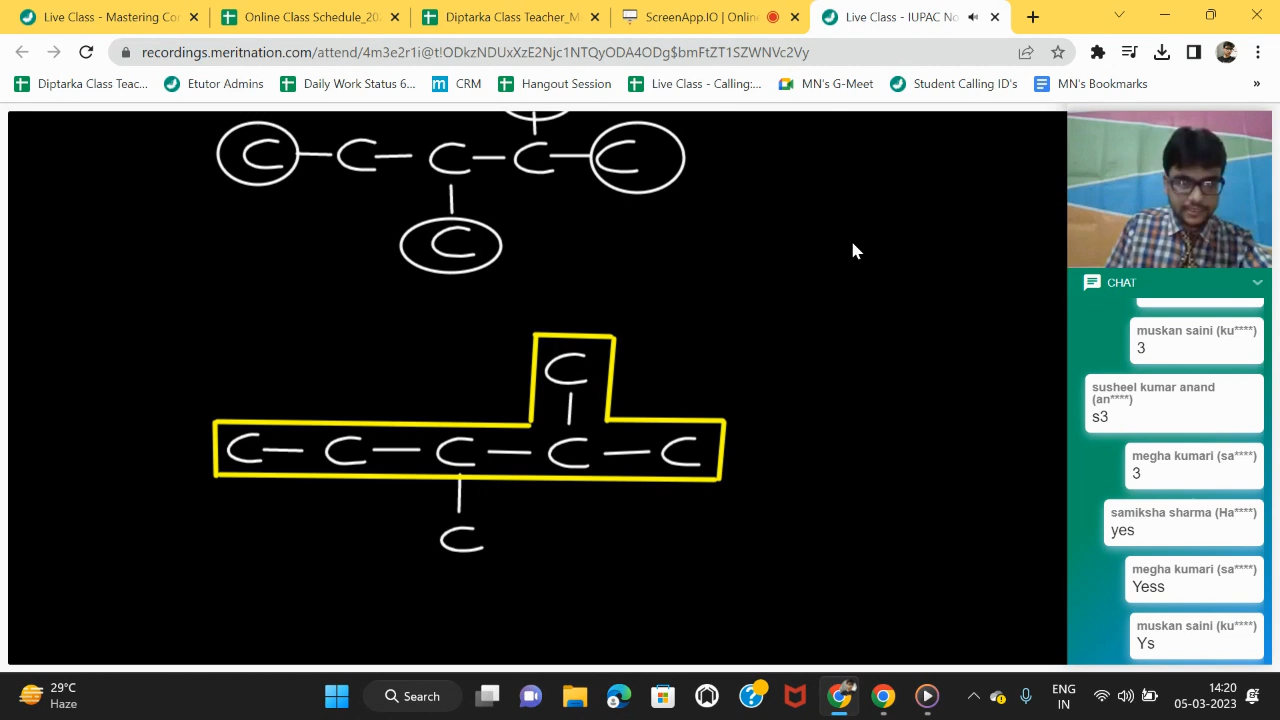 Live Class - Mastering Co
Online Class Schedule_20
Diptarka Class Teacher_M
ScreenApp.IO | Onlin
Live Class - IUPAC No
recordings.meritnation.com/attend/4m3e2r1i@t!ODkzNDUxXzE2Njc1NTQyODA4ODg$bmFtZT1SZWNVc2Vy
Diptarka Class Teac...
Etutor Admins
Daily Work Status 6...
CRM
Hangout Session
Live Class - Calling....
MN's G-Meet
Student Calling ID's
MN's Bookmarks
»
C—C—C—C—C
C
C
C—C—C—C—C
C
CHAT
muskan saini (ku****)
3
susheel kumar anand
(an****)
s3
megha kumari (sa****)
3
samiksha sharma (Ha****)
yes
megha kumari (sa****)
Yess
muskan saini (ku****)
Ys
29°C
Haze
Search
ENG
IN
14:20
05-03-2023